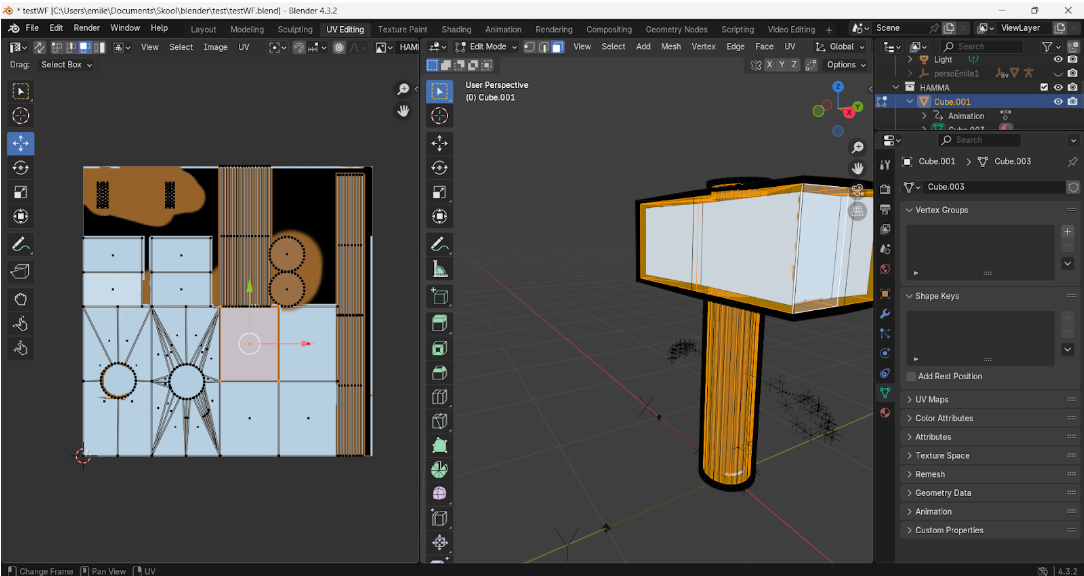 * testWF [C:\Users\emile\Documents\Skool\blender\test\testWF.blend] - Blender 4.3.2
File Edit Render Window Help Layout Modeling Sculpting UV Editing Texture Paint Shading Animation Rendering Compositing Geometry Nodes Scripting Video Editing + Scene ViewLayer
View Select Image UV HAM Edit Mode View Select Add Mesh Vertex Edge Face UV Global Search
Drag: Select Box X Y Z Options
Light
persoEmile1
HAMMA
Cube.001
Animation
Cube.003
User Perspective
(0) Cube.001
Z
Y
X
Search
Cube.001 Cube.003
Cube.003
Vertex Groups
Shape Keys
Add Rest Position
UV Maps
Color Attributes
Attributes
Texture Space
Remesh
Geometry Data
Animation
Custom Properties
Change Frame Pan View UV 4.3.2